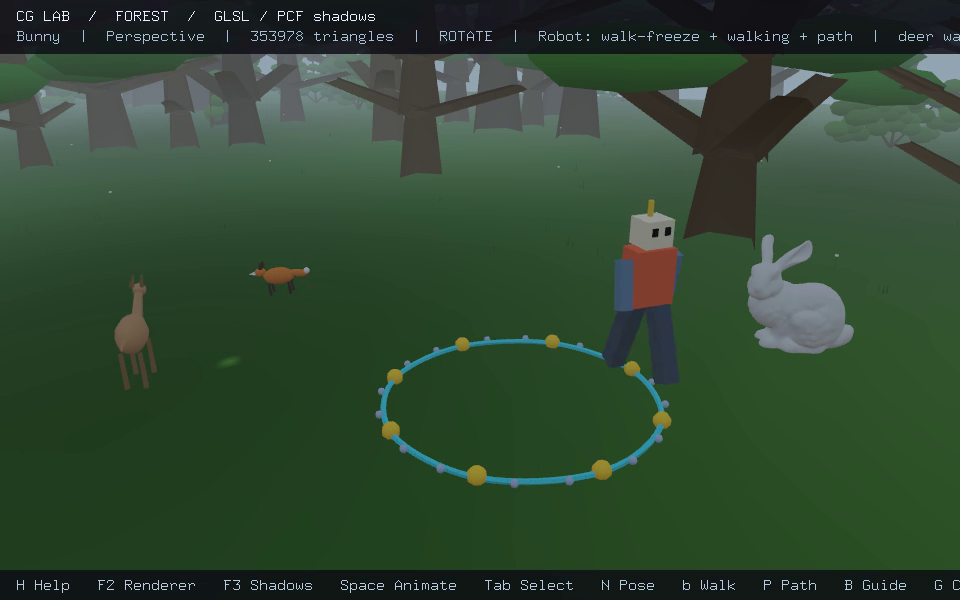 CG LAB / FOREST / GLSL / PCF shadows
Bunny | Perspective | 353978 triangles | ROTATE | Robot: walk-freeze + walking + path | deer wa
H Help F2 Renderer F3 Shadows Space Animate Tab Select N Pose b Walk P Path B Guide G